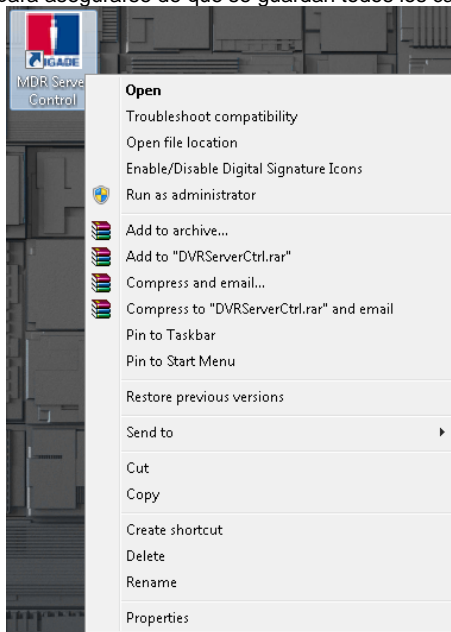 para asegurarse de que se guardan todos los
IGADE
MDR Serve
Control
Open
Troubleshoot compatibility
Open file location
Enable/Disable Digital Signature Icons
Run as administrator
Add to archive...
Add to "DVRServerCtrl.rar"
Compress and email...
Compress to "DVRServerCtrl.rar" and email
Pin to Taskbar
Pin to Start Menu
Restore previous versions
Send to
Cut
Copy
Create shortcut
Delete
Rename
Properties